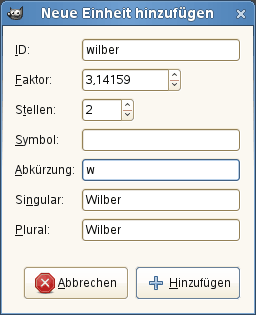 Neue Einheit hinzufügen
ID: wilber
Faktor: 3,14159
Stellen: 2
Symbol:
Abkürzung: w
Singular: Wilber
Plural: Wilber
Abbrechen Hinzufügen